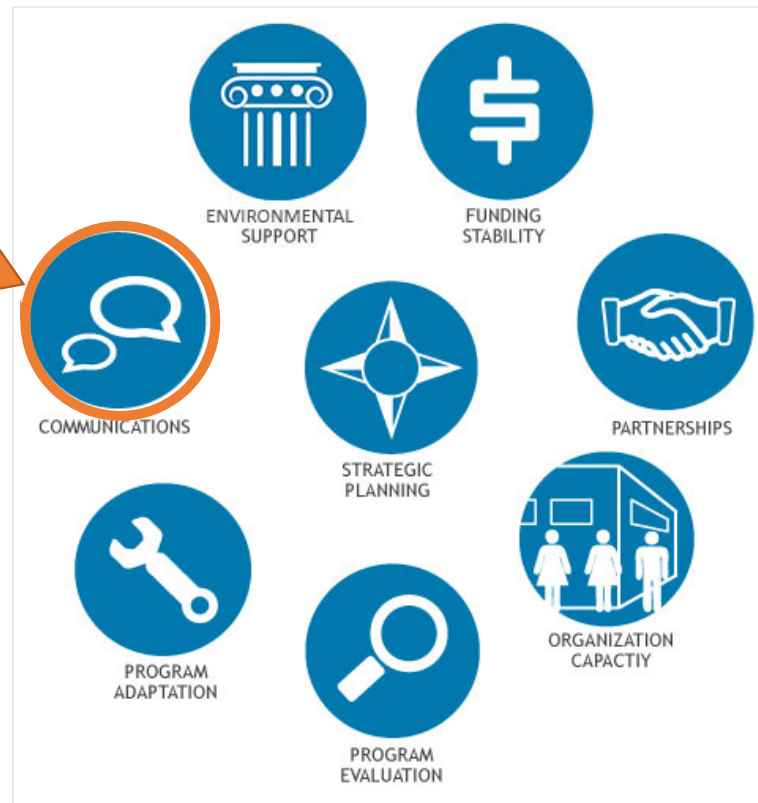 ENVIRONMENTAL
SUPPORT
FUNDING
STABILITY
COMMUNICATIONS
PARTNERSHIPS
STRATEGIC
PLANNING
ORGANIZATION
CAPACTIY
PROGRAM
ADAPTATION
PROGRAM
EVALUATION